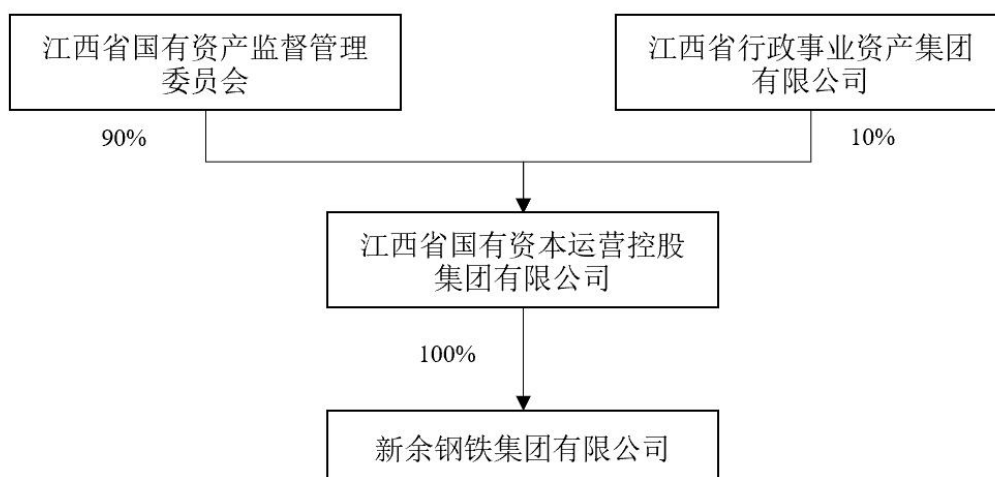 江西省国有资产监督管理
委员会
江西省行政事业资产集团
有限公司
90%
10%
江西省国有资本运营控股
集团有限公司
100%
新余钢铁集团有限公司